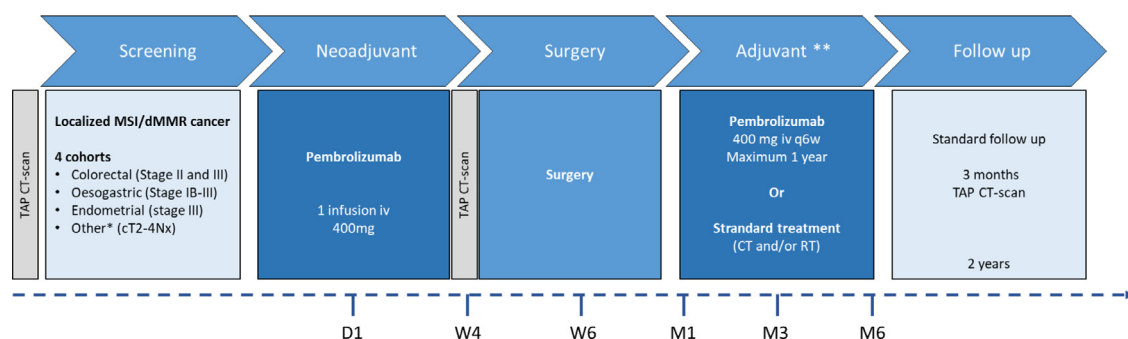 Screening
Neoadjuvant
Surgery
Adjuvant **
Follow up
TAP CT-scan
Localized MSI/dMMR cancer
4 cohorts
• Colorectal (Stage II and III)
• Oesogastric (Stage IB-III)
• Endometrial (stage III)
• Other* (cT2-4Nx)
Pembrolizumab
1 infusion iv
400mg
TAP CT-scan
Surgery
Pembrolizumab
400 mg iv q6w
Maximum 1 year
Or
Strandard treatment
(CT and/or RT)
Standard follow up
3 months
TAP CT-scan
2 years
D1
W4
W6
M1
M3
M6